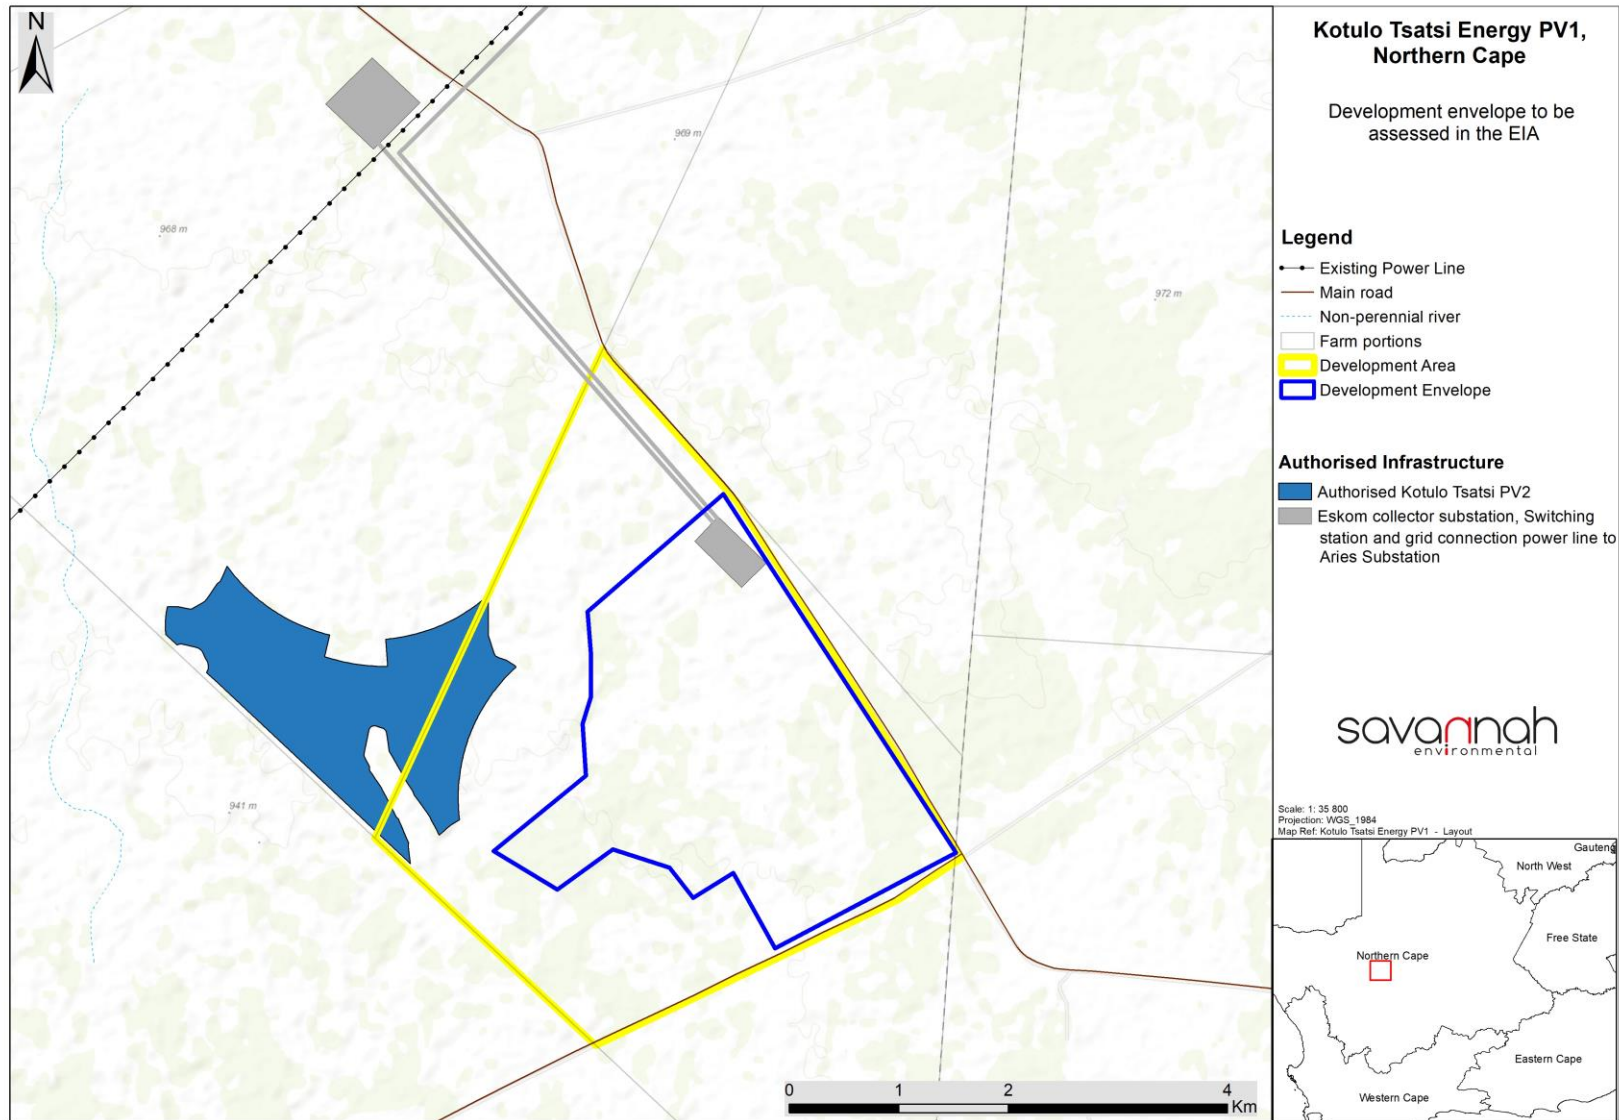 N
969 m
968 m
972 m
941 m
0 1 2 4
Km
Kotulo Tsatsi Energy PV1,
Northern Cape
Development envelope to be
assessed in the EIA
Legend
Existing Power Line
Main road
Non-perennial river
Farm portions
Development Area
Development Envelope
Authorised Infrastructure
Authorised Kotulo Tsatsi PV2
Eskom collector substation, Switching
station and grid connection power line to
Aries Substation
savannah
environmental
Scale: 1: 35 800
Projection: WGS_1984
Map Ref: Kotulo Tsatsi Energy PV1 - Layout
Gauteng
North West
Free State
Northern Cape
Eastern Cape
Western Cape